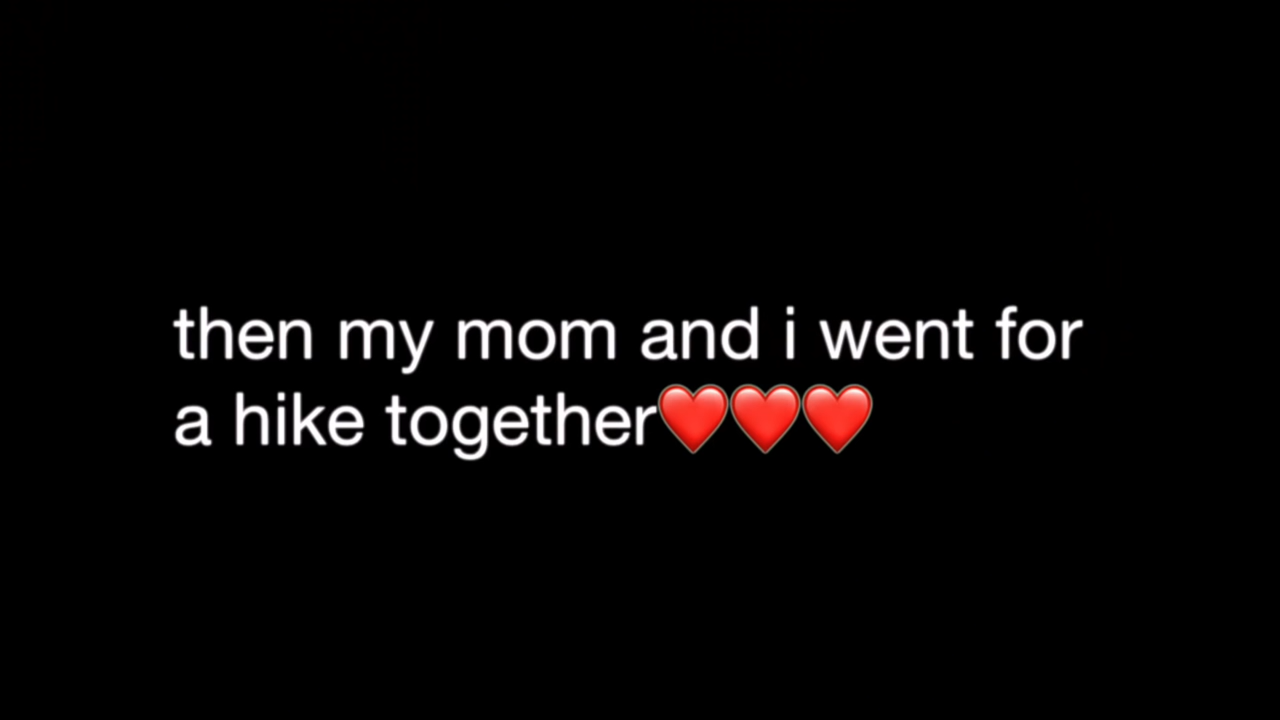 then my mom and i went for
a hike together❤️❤️❤️